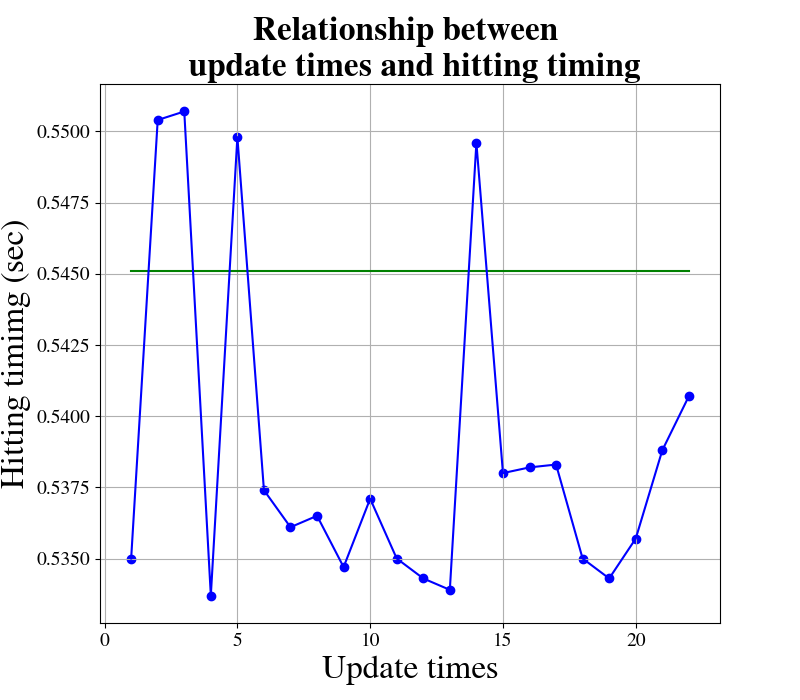 Relationship between
update times and hitting timing
Hitting timimg (sec)
0.5500
0.5475
0.5450
0.5425
0.5400
0.5375
0.5350
0 5 10 15 20
Update times